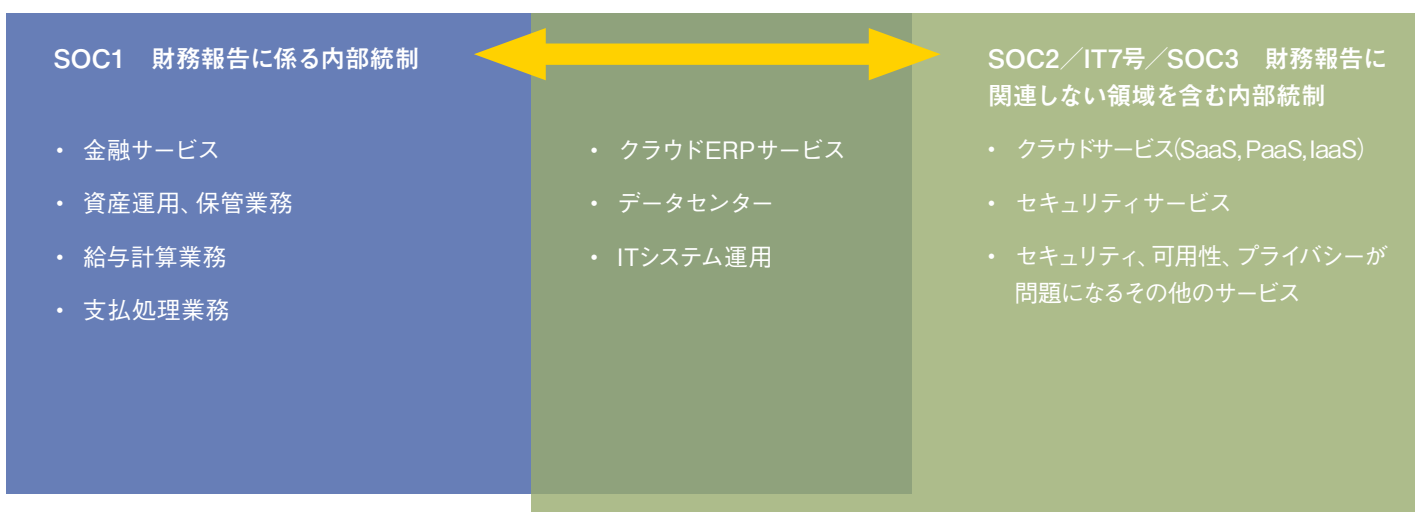 SOC1 財務報告に係る内部統制
・ 金融サービス
・ 資産運用、保管業務
・ 給与計算業務
・ 支払処理業務
・ クラウドERPサービス
・ データセンター
・ ITシステム運用
SOC2／IT7号／SOC3 財務報告に
関連しない領域を含む内部統制
・ クラウドサービス(SaaS, PaaS, IaaS)
・ セキュリティサービス
・ セキュリティ、可用性、プライバシーが
問題になるその他のサービス